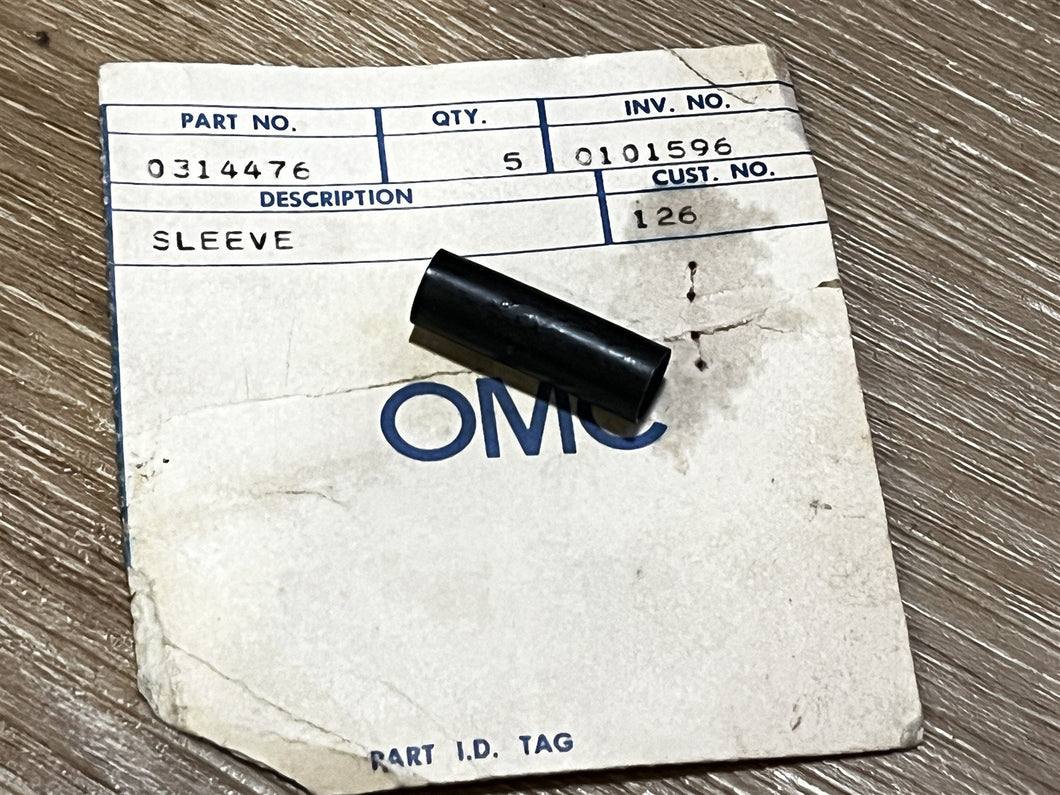 PART NO. QTY. INV. NO.
0314476 5 0101596
DESCRIPTION CUST. NO.
SLEEVE 126
OMC
PART I.D. TAG